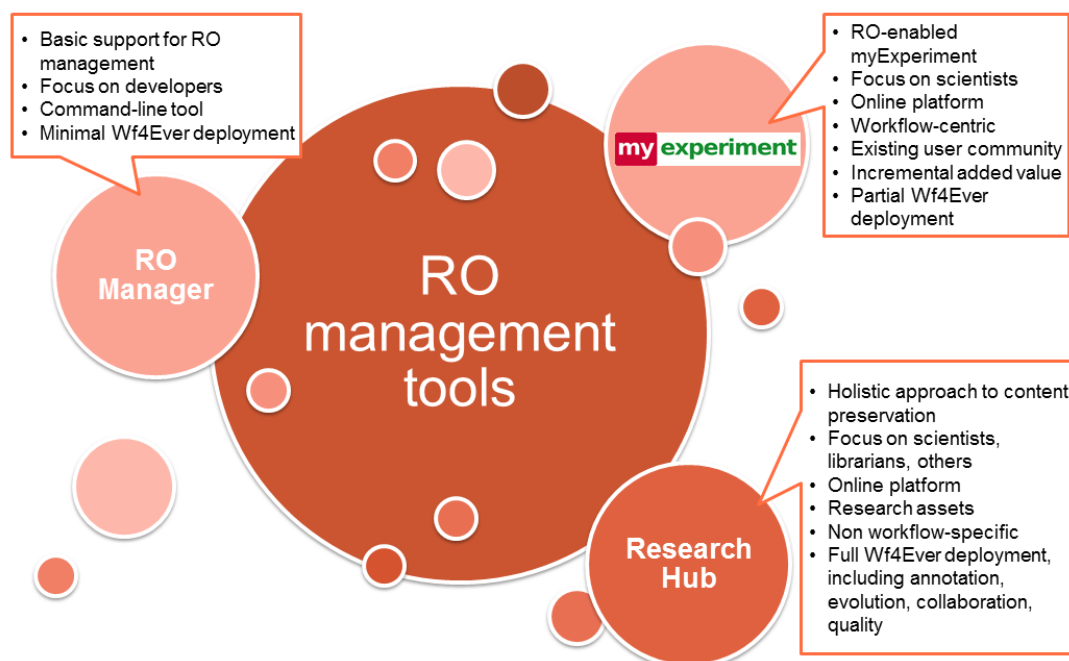 • Basic support for RO
management
• Focus on developers
• Command-line tool
• Minimal Wf4Ever deployment
• RO-enabled
myExperiment
• Focus on scientists
• Online platform
• Workflow-centric
• Existing user community
• Incremental added value
• Partial Wf4Ever
deployment
my experiment
RO
Manager
RO
management
tools
• Holistic approach to content
preservation
• Focus on scientists,
librarians, others
• Online platform
• Research assets
• Non workflow-specific
• Full Wf4Ever deployment,
including annotation,
evolution, collaboration,
quality
Research
Hub